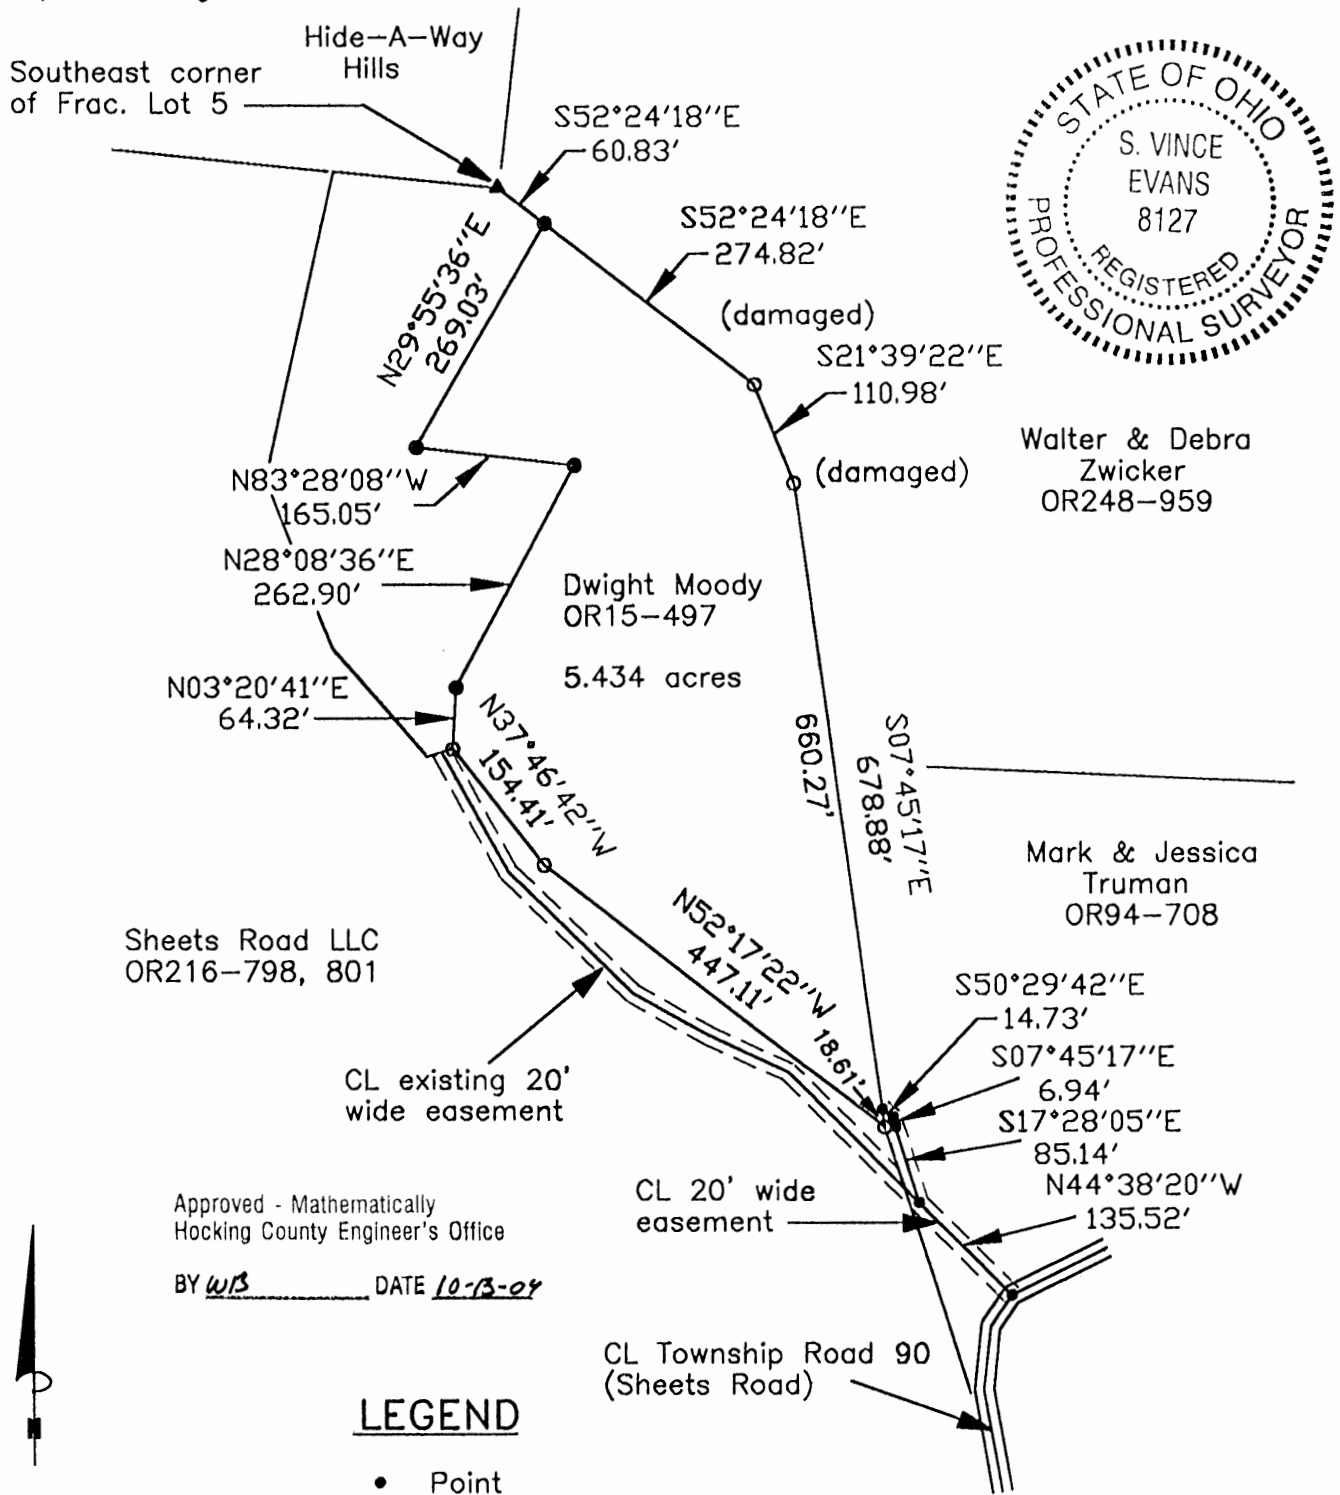 Hide-A-Way
Hills
Southeast corner
of Frac. Lot 5
S52°24'18''E
60.83'
STATE OF OHIO
S. VINCE
EVANS
8127
REGISTERED
PROFESSIONAL SURVEYOR
S52°24'18''E
274.82'
N29°55'36''E
269.03'
(damaged)
S21°39'22''E
110.98'
Walter & Debra
Zwicker
OR248-959
(damaged)
N83°28'08''W
165.05'
N28°08'36''E
262.90'
Dwight Moody
OR15-497
5.434 acres
N03°20'41''E
64.32'
N37°46'42''W
154.41'
660.27'
S07°45'17''E
678.88'
Mark & Jessica
Truman
OR94-708
Sheets Road LLC
OR216-798, 801
N52°17'22''W
447.11'
18.61'
S50°29'42''E
14.73'
S07°45'17''E
6.94'
S17°28'05''E
85.14'
N44°38'20''W
135.52'
CL existing 20'
wide easement
CL 20' wide
easement
Approved - Mathematically
Hocking County Engineer's Office
BY WB DATE 10-13-04
CL Township Road 90
(Sheets Road)
N
LEGEND
• Point